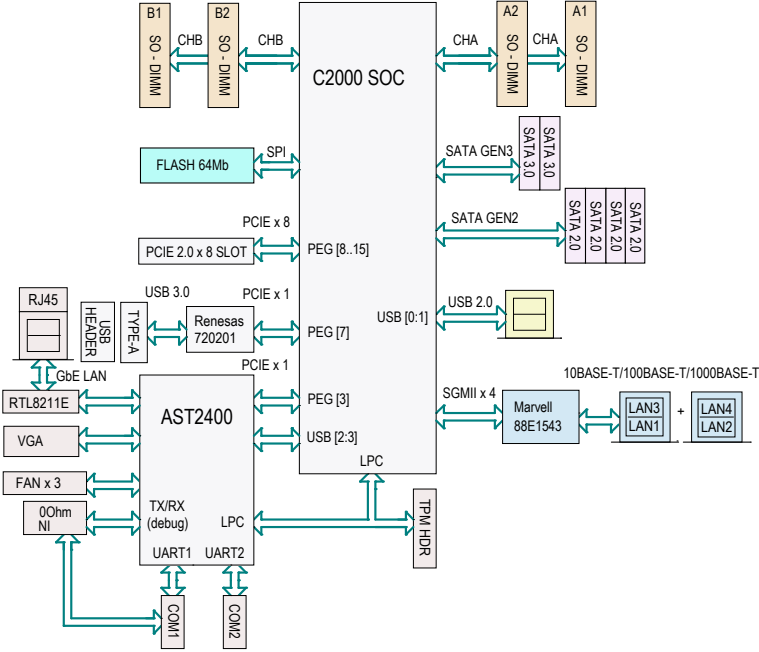 B1
SO - DIMM
CHB
B2
SO - DIMM
CHB
C2000 SOC
CHA
A2
SO - DIMM
CHA
A1
SO - DIMM
FLASH 64Mb
SPI
SATA GEN3
SATA 3.0
SATA 3.0
PCIE x 8
PCIE 2.0 x 8 SLOT
PEG [8..15]
SATA GEN2
SATA 2.0
SATA 2.0
SATA 2.0
SATA 2.0
RJ45
USB
HEADER
TYPE-A
USB 3.0
Renesas
720201
PCIE x 1
PEG [7]
USB [0:1]
USB 2.0
GbE LAN
RTL8211E
AST2400
PCIE x 1
PEG [3]
USB [2:3]
SGMII x 4
Marvell
88E1543
10BASE-T/100BASE-T/1000BASE-T
LAN3
LAN1
+
LAN4
LAN2
VGA
FAN x 3
0Ohm
NI
TX/RX
(debug)
LPC
LPC
TPM HDR
UART1
UART2
COM1
COM2